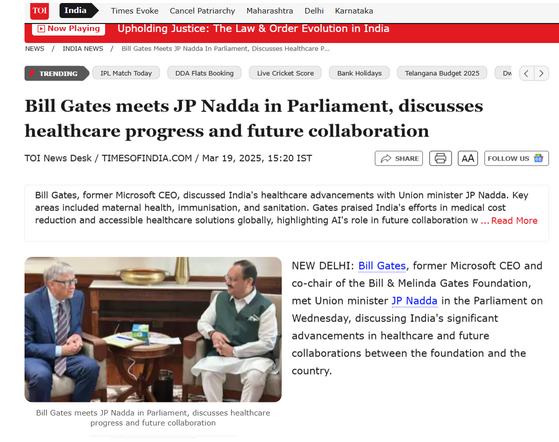 TOI India Times Evoke Cancel Patriarchy Maharashtra Delhi Karnataka
Now Playing Upholding Justice: The Law & Order Evolution in India
NEWS / INDIA NEWS / Bill Gates Meets JP Nadda In Parliament, Discusses Healthcare P...
TRENDING IPL Match Today DDA Flats Booking Live Cricket Score Bank Holidays Telangana Budget 2025
Bill Gates meets JP Nadda in Parliament, discusses
healthcare progress and future collaboration
TOI News Desk / TIMESOFINDIA.COM / Mar 19, 2025, 15:20 IST
SHARE AA FOLLOW US
Bill Gates, former Microsoft CEO, discussed India's healthcare advancements with Union minister JP Nadda. Key
areas included maternal health, immunisation, and sanitation. Gates praised India's efforts in medical cost
reduction and accessible healthcare solutions globally, highlighting AI's role in future collaboration w ... Read More
NEW DELHI: Bill Gates, former Microsoft CEO and
co-chair of the Bill & Melinda Gates Foundation,
met Union minister JP Nadda in the Parliament on
Wednesday, discussing India's significant
advancements in healthcare and future
collaborations between the foundation and the
country.
Bill Gates meets JP Nadda in Parliament, discusses healthcare
progress and future collaboration